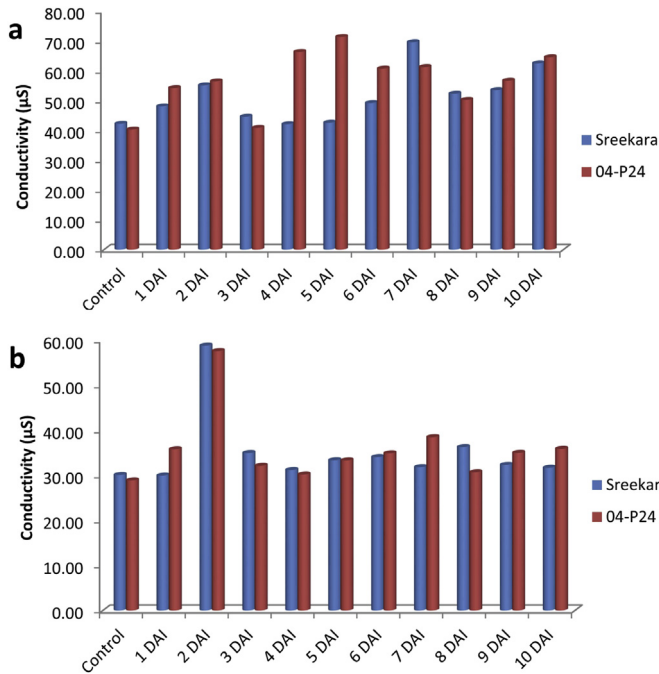 a
80.00
70.00
60.00
50.00
40.00
30.00
20.00
10.00
0.00
Conductivity (µS)
Control
1 DAI
2 DAI
3 DAI
4 DAI
5 DAI
6 DAI
7 DAI
8 DAI
9 DAI
10 DAI
Sreekara
04-P24
b
60.00
50.00
40.00
30.00
20.00
10.00
0.00
Conductivity (µS)
Control
1 DAI
2 DAI
3 DAI
4 DAI
5 DAI
6 DAI
7 DAI
8 DAI
9 DAI
10 DAI
Sreekar
04-P24